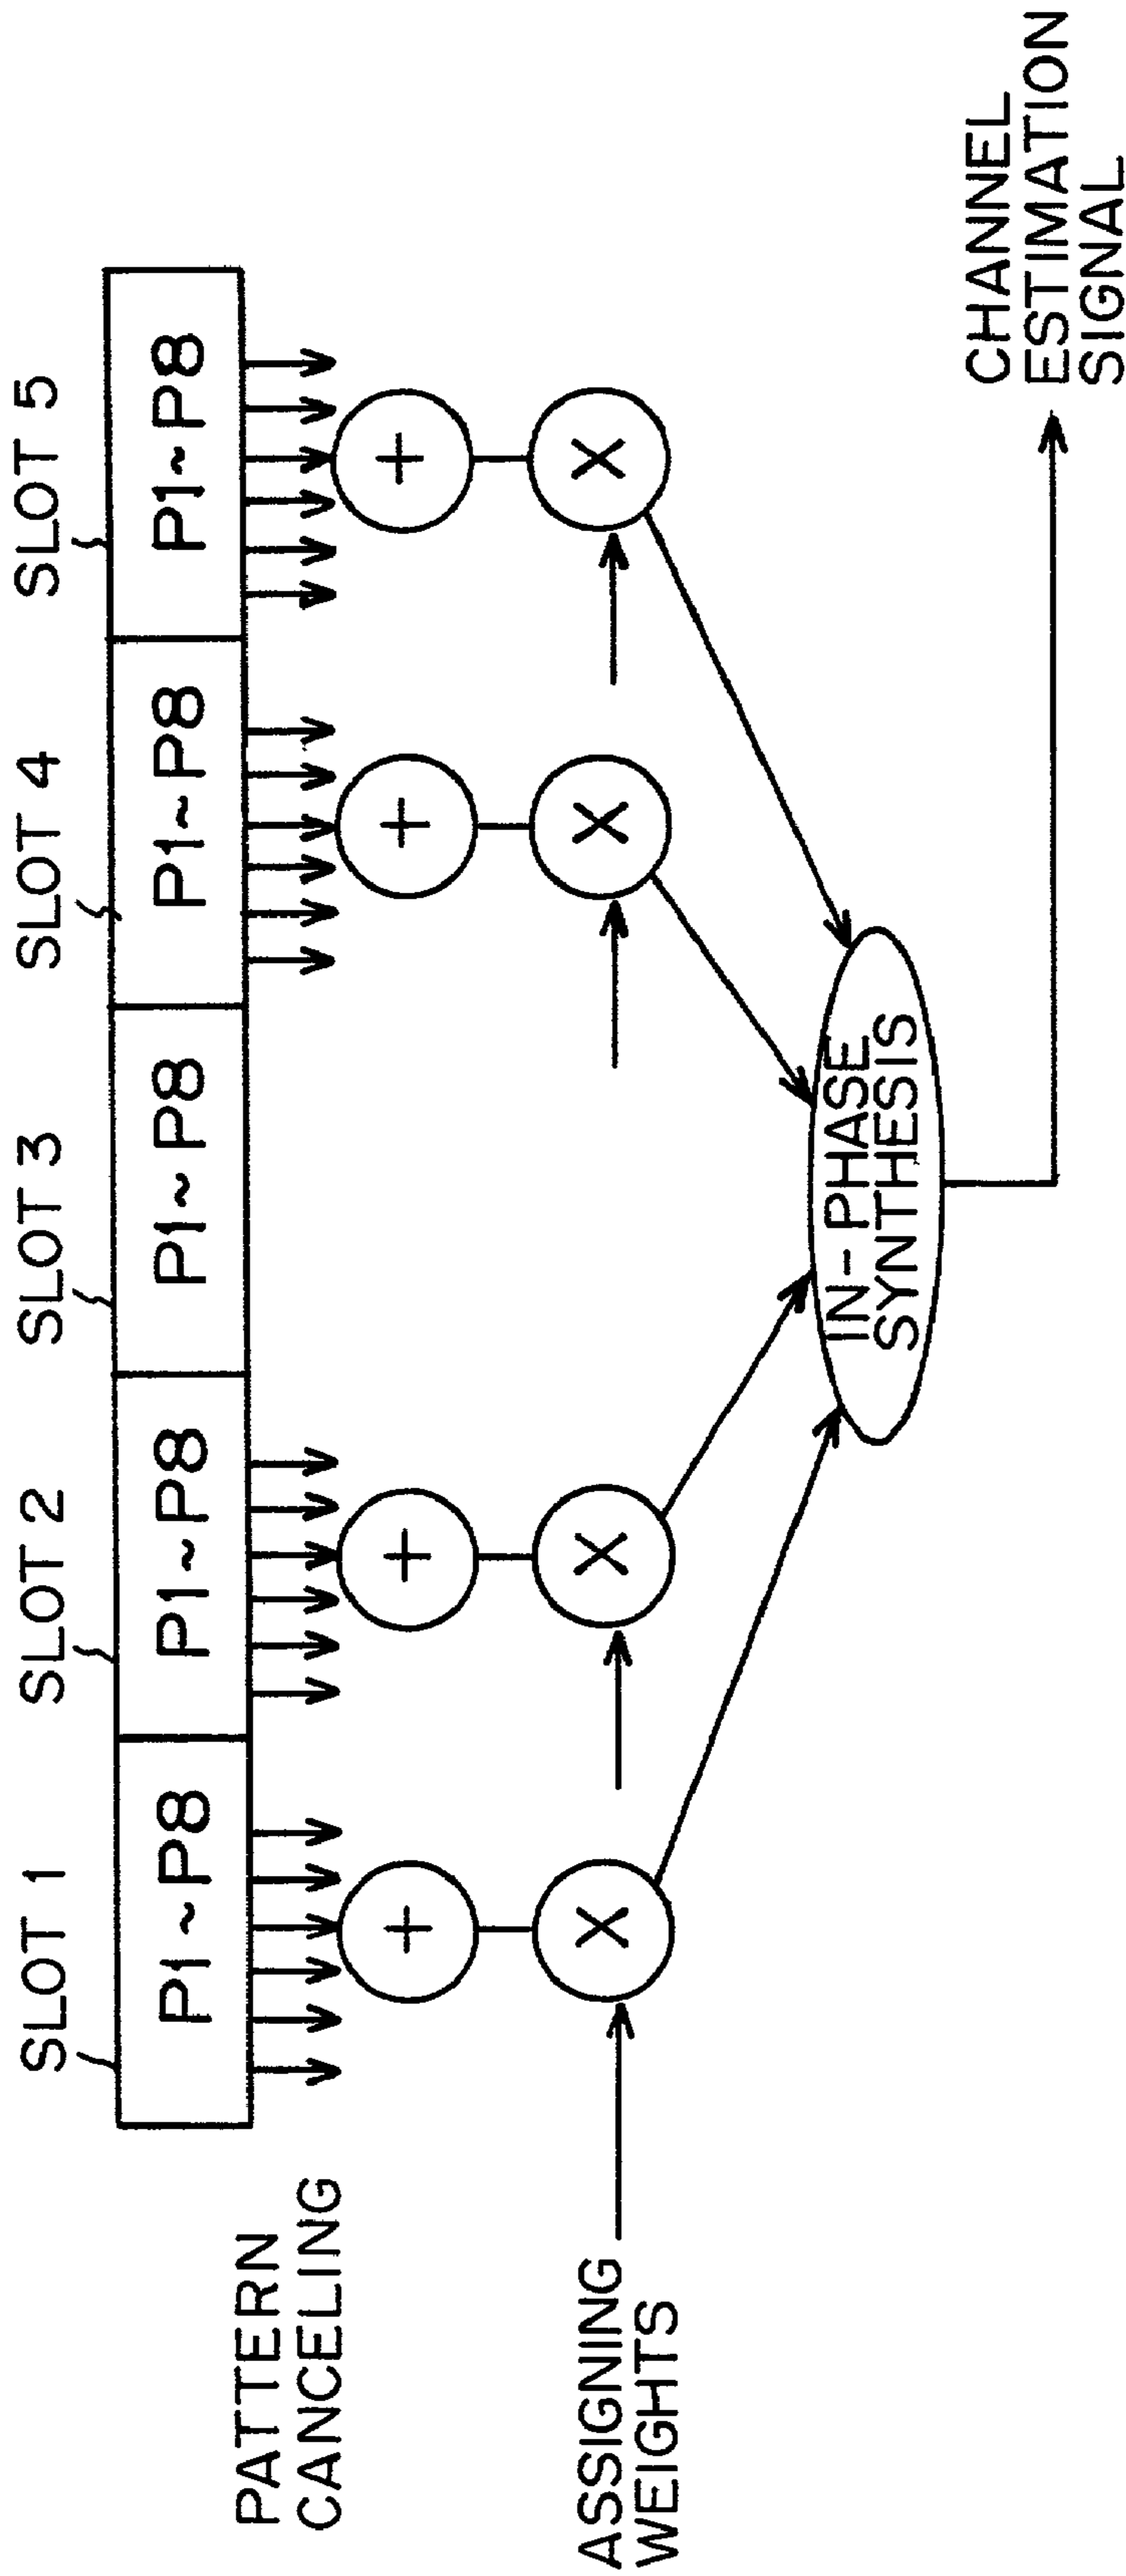 SLOT 1
SLOT 2
SLOT 3
SLOT 4
SLOT 5
P1~P8
P1~P8
P1~P8
P1~P8
P1~P8
PATTERN
CANCELING
+
+
+
+
ASSIGNING
WEIGHTS
X
X
X
X
IN-PHASE
SYNTHESIS
CHANNEL
ESTIMATION
SIGNAL